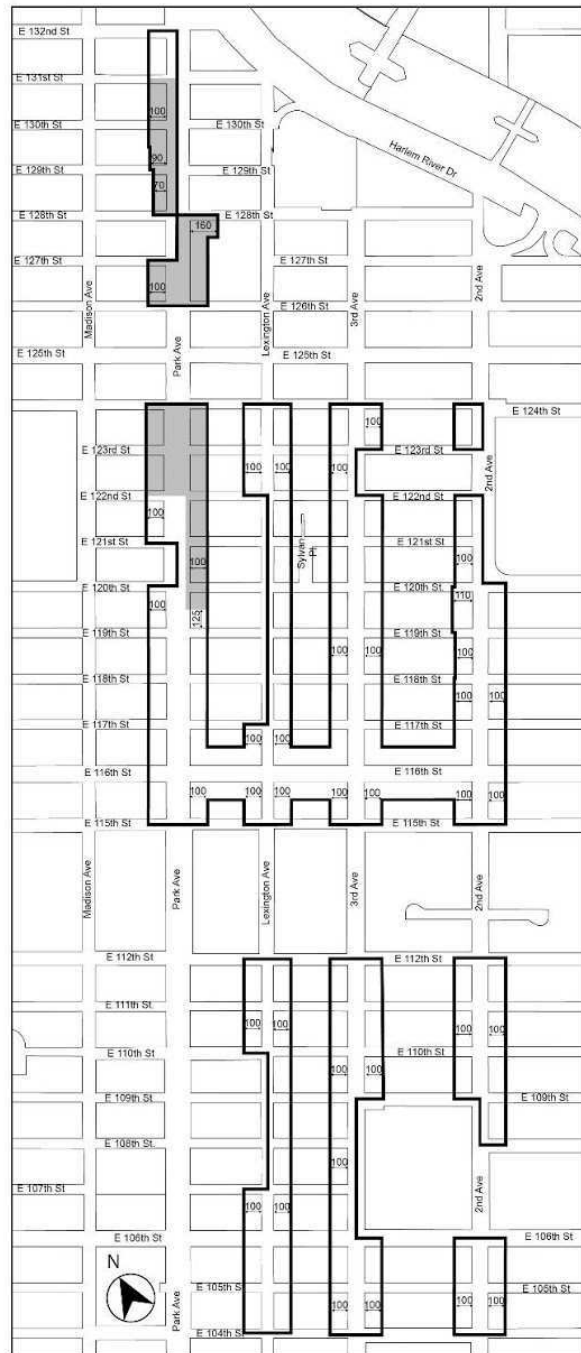 E 132nd St
E 131st St
100
E 130th St
E 130th St
90
E 129th St
E 129th St
Harlem River Dr
70
E 128th St
E 128th St
160
E 127th St
E 127th St
100
Madison Ave
Park Ave
Lexington Ave
3rd Ave
2nd Ave
E 126th St
E 125th St
E 125th St
E 124th St
100
E 123rd St
E 123rd St
100
100
100
2nd Ave
E 122nd St
E 122nd St
100
E 121st St
Sylvan Pl
E 121st St
100
100
E 120th St
E 120th St.
100
110
125
E 119th St
E 119th St
100
100
100
E 118th St
E 118th St
100
100
E 117th St
E 117th St
100
100
E 116th St
E 116th St
100
100
100
100
100
100
100
E 115th St
E 115th St
Madison Ave
Park Ave
Lexington Ave
3rd Ave
2nd Ave
E 112th St
E 112th St
E 111th St.
100
100
100
100
E 110th St
E 110th St
100
100
E 109th St
E 109th St
E 108th St.
100
E 107th St
100
100
2nd Ave
E 106th St
E 106th St
N
E 105th St
E 105th St
100
100
100
100
Park Ave
E 104th St